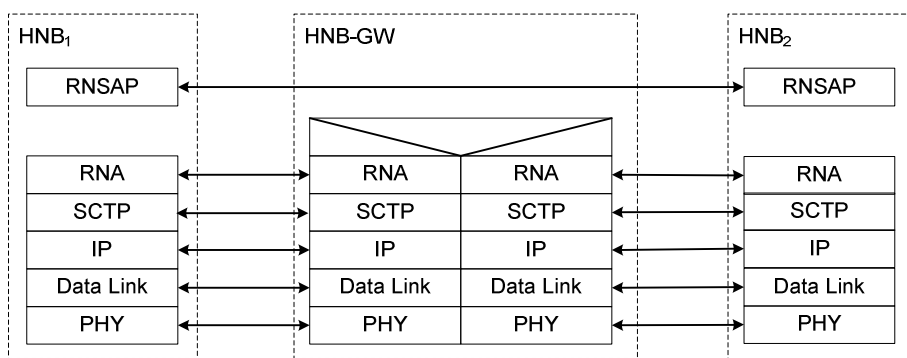 HNB₁ HNB-GW HNB₂
RNSAP RNSAP
RNA RNA RNA RNA
SCTP SCTP SCTP SCTP
IP IP IP IP
Data Link Data Link Data Link Data Link
PHY PHY PHY PHY